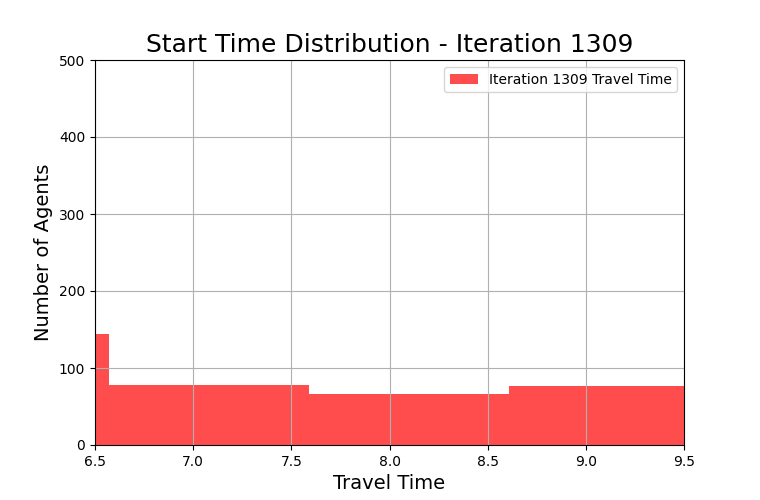 Start Time Distribution - Iteration 1309
Iteration 1309 Travel Time
Number of Agents
500
400
300
200
100
0
6.5 7.0 7.5 8.0 8.5 9.0 9.5
Travel Time